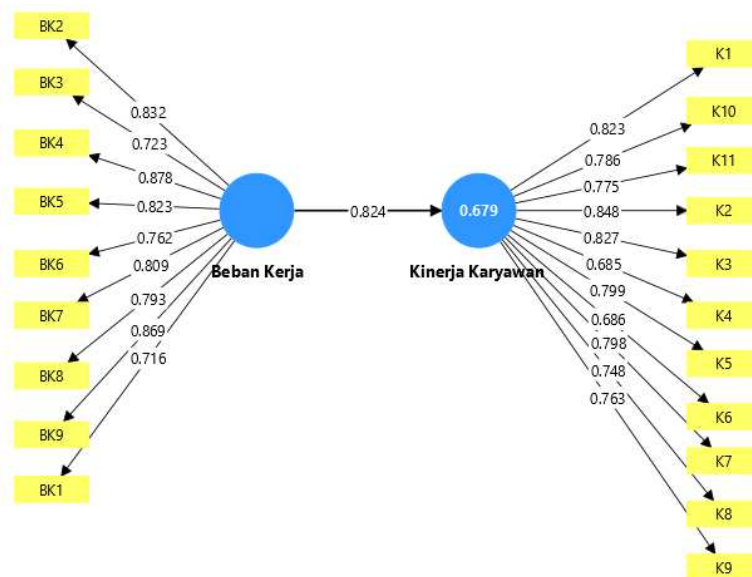 BK2
BK3
BK4
BK5
BK6
BK7
BK8
BK9
BK1
0.832
0.723
0.878
0.823
0.762
0.809
0.793
0.869
0.716
Beban Kerja
0.824
0.679
Kinerja Karyawan
0.823
0.786
0.775
0.848
0.827
0.685
0.799
0.686
0.798
0.748
0.763
K1
K10
K11
K2
K3
K4
K5
K6
K7
K8
K9